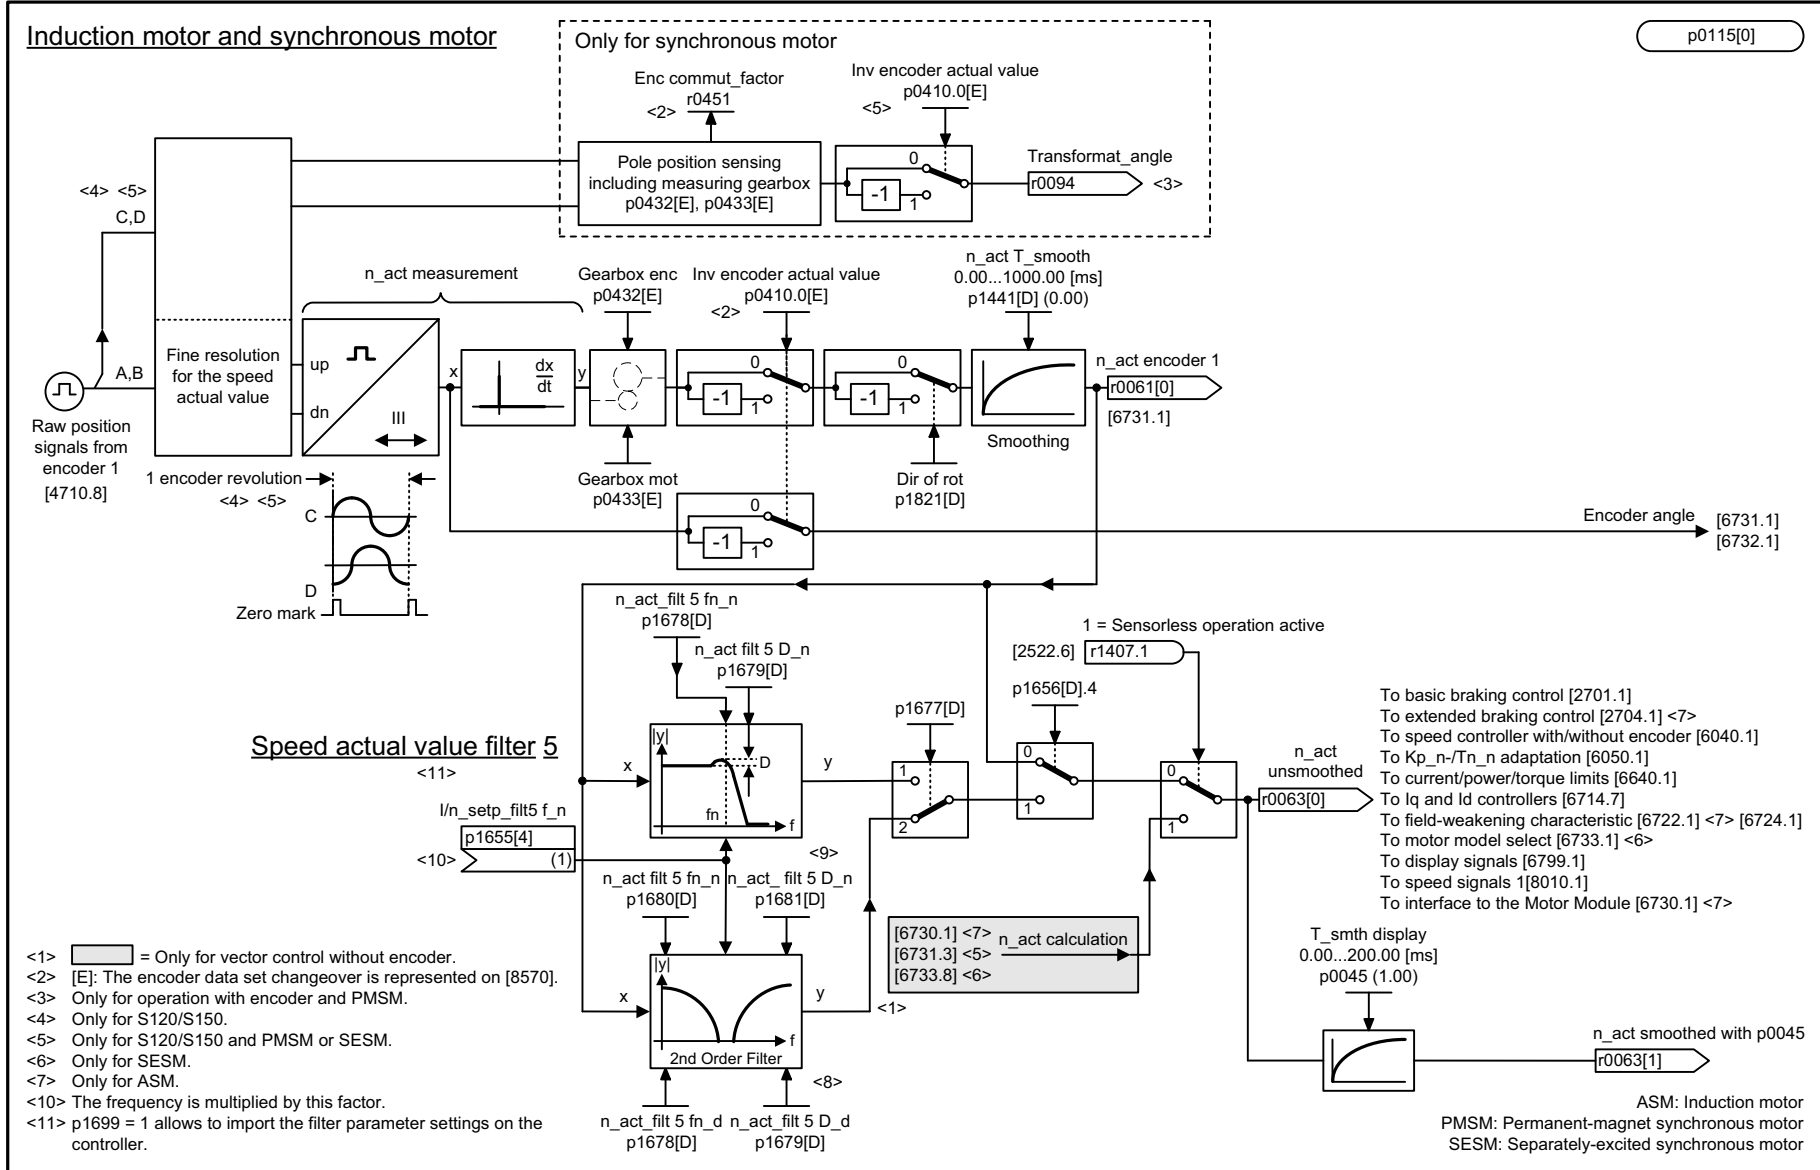 Induction motor and synchronous motor
Only for synchronous motor
p0115[0]
Enc commut_factor
r0451
<2>
Inv encoder actual value
p0410.0[E]
<5>
Pole position sensing
including measuring gearbox
p0432[E], p0433[E]
0
-1
1
Transformat_angle
r0094
<3>
<4> <5>
C,D
A,B
Raw position
signals from
encoder 1
[4710.8]
Fine resolution
for the speed
actual value
n_act measurement
up
dn
III
x
dx
dt
y
Gearbox enc
p0432[E]
Gearbox mot
p0433[E]
Inv encoder actual value
p0410.0[E]
<2>
0
-1
1
0
-1
1
Dir of rot
p1821[D]
n_act T_smooth
0.00...1000.00 [ms]
p1441[D] (0.00)
Smoothing
n_act encoder 1
r0061[0]
[6731.1]
1 encoder revolution
<4> <5>
C
D
Zero mark
0
-1
1
Encoder angle
[6731.1]
[6732.1]
n_act_filt 5 fn_n
p1678[D]
n_act filt 5 D_n
p1679[D]
Speed actual value filter 5
<11>
x
|y|
D
fn
f
y
<9>
I/n_setp_filt5 f_n
p1655[4]
(1)
<10>
n_act filt 5 fn_n
p1680[D]
n_act_ filt 5 D_n
p1681[D]
x
|y|
f
2nd Order Filter
y
<8>
n_act_filt 5 fn_d
p1678[D]
n_act_filt 5 D_d
p1679[D]
p1677[D]
1
2
p1656[D].4
0
1
1 = Sensorless operation active
[2522.6]
r1407.1
0
1
n_act
unsmoothed
r0063[0]
To basic braking control [2701.1]
To extended braking control [2704.1] <7>
To speed controller with/without encoder [6040.1]
To Kp_n-/Tn_n adaptation [6050.1]
To current/power/torque limits [6640.1]
To Iq and Id controllers [6714.7]
To field-weakening characteristic [6722.1] <7> [6724.1]
To motor model select [6733.1] <6>
To display signals [6799.1]
To speed signals 1[8010.1]
To interface to the Motor Module [6730.1] <7>
[6730.1] <7>
[6731.3] <5>
[6733.8] <6>
n_act calculation
<1>
T_smth display
0.00...200.00 [ms]
p0045 (1.00)
n_act smoothed with p0045
r0063[1]
<1> = Only for vector control without encoder.
<2> [E]: The encoder data set changeover is represented on [8570].
<3> Only for operation with encoder and PMSM.
<4> Only for S120/S150.
<5> Only for S120/S150 and PMSM or SESM.
<6> Only for SESM.
<7> Only for ASM.
<10> The frequency is multiplied by this factor.
<11> p1699 = 1 allows to import the filter parameter settings on the
controller.
ASM: Induction motor
PMSM: Permanent-magnet synchronous motor
SESM: Separately-excited synchronous motor